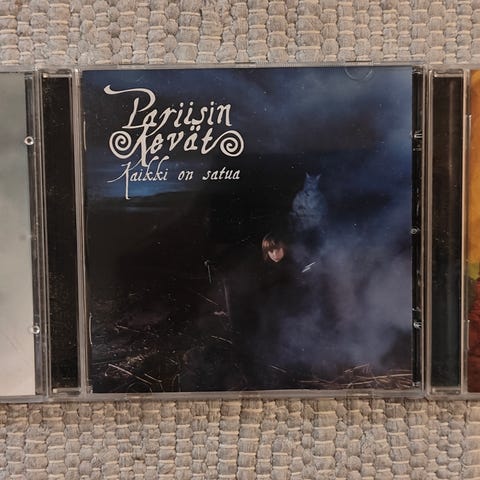 Pariisin
Kevät
Kaikki on satua